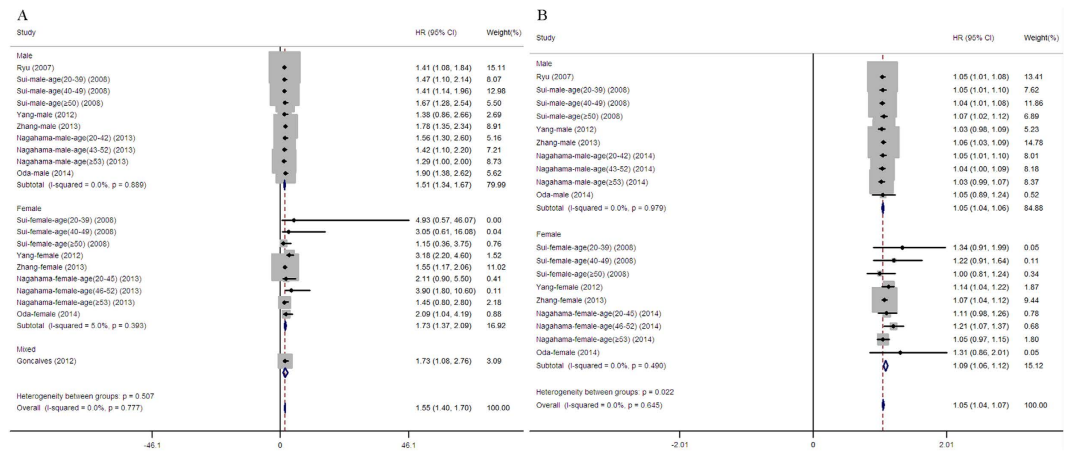 A
Study HR (95% CI) Weight(%)
Male
Ryu (2007) 1.41 (1.08, 1.84) 15.11
Sui-male-age(20-39) (2008) 1.47 (1.10, 2.14) 8.07
Sui-male-age(40-49) (2008) 1.41 (1.14, 1.96) 12.98
Sui-male-age(≥50) (2008) 1.67 (1.28, 2.54) 5.50
Yang-male (2012) 1.38 (0.86, 2.66) 2.69
Zhang-male (2013) 1.78 (1.35, 2.34) 8.91
Nagahama-male-age(20-42) (2013) 1.56 (1.30, 2.60) 5.16
Nagahama-male-age(43-52) (2013) 1.42 (1.10, 2.20) 7.21
Nagahama-male-age(≥53) (2013) 1.29 (1.00, 2.00) 8.73
Oda-male (2014) 1.90 (1.38, 2.62) 5.62
Subtotal (I-squared = 0.0%, p = 0.889) 1.51 (1.34, 1.67) 79.99
Female
Sui-female-age(20-39) (2008) 4.93 (0.57, 46.07) 0.00
Sui-female-age(40-49) (2008) 3.05 (0.61, 16.08) 0.04
Sui-female-age(≥50) (2008) 1.15 (0.36, 3.75) 0.76
Yang-female (2012) 3.18 (2.20, 4.60) 1.52
Zhang-female (2013) 1.55 (1.17, 2.06) 11.02
Nagahama-female-age(20-45) (2013) 2.11 (0.90, 5.50) 0.41
Nagahama-female-age(46-52) (2013) 3.90 (1.80, 10.60) 0.11
Nagahama-female-age(≥53) (2013) 1.45 (0.80, 2.80) 2.18
Oda-female (2014) 2.09 (1.04, 4.19) 0.88
Subtotal (I-squared = 5.0%, p = 0.393) 1.73 (1.37, 2.09) 16.92
Mixed
Goncalves (2012) 1.73 (1.08, 2.76) 3.09
Heterogeneity between groups: p = 0.507
Overall (I-squared = 0.0%, p = 0.777) 1.55 (1.40, 1.70) 100.00
-46.1 0 46.1
B
Study HR (95% CI) Weight(%)
Male
Ryu (2007) 1.05 (1.01, 1.08) 13.41
Sui-male-age(20-39) (2008) 1.05 (1.01, 1.10) 7.62
Sui-male-age(40-49) (2008) 1.04 (1.01, 1.08) 11.86
Sui-male-age(≥50) (2008) 1.07 (1.02, 1.12) 6.89
Yang-male (2012) 1.03 (0.98, 1.09) 5.23
Zhang-male (2013) 1.06 (1.03, 1.09) 14.78
Nagahama-male-age(20-42) (2014) 1.05 (1.01, 1.10) 8.01
Nagahama-male-age(43-52) (2014) 1.04 (1.00, 1.09) 8.18
Nagahama-male-age(≥53) (2014) 1.03 (0.99, 1.07) 8.37
Oda-male (2014) 1.05 (0.89, 1.24) 0.52
Subtotal (I-squared = 0.0%, p = 0.979) 1.05 (1.04, 1.06) 84.88
Female
Sui-female-age(20-39) (2008) 1.34 (0.91, 1.99) 0.05
Sui-female-age(40-49) (2008) 1.22 (0.91, 1.64) 0.11
Sui-female-age(≥50) (2008) 1.00 (0.81, 1.24) 0.34
Yang-female (2012) 1.14 (1.04, 1.22) 1.87
Zhang-female (2013) 1.07 (1.04, 1.12) 9.44
Nagahama-female-age(20-45) (2014) 1.11 (0.98, 1.26) 0.78
Nagahama-female-age(46-52) (2014) 1.21 (1.07, 1.37) 0.68
Nagahama-female-age(≥53) (2014) 1.05 (0.97, 1.15) 1.80
Oda-female (2014) 1.31 (0.86, 2.01) 0.05
Subtotal (I-squared = 0.0%, p = 0.490) 1.09 (1.06, 1.12) 15.12
Heterogeneity between groups: p = 0.022
Overall (I-squared = 0.0%, p = 0.645) 1.05 (1.04, 1.07) 100.00
-2.01 0 2.01